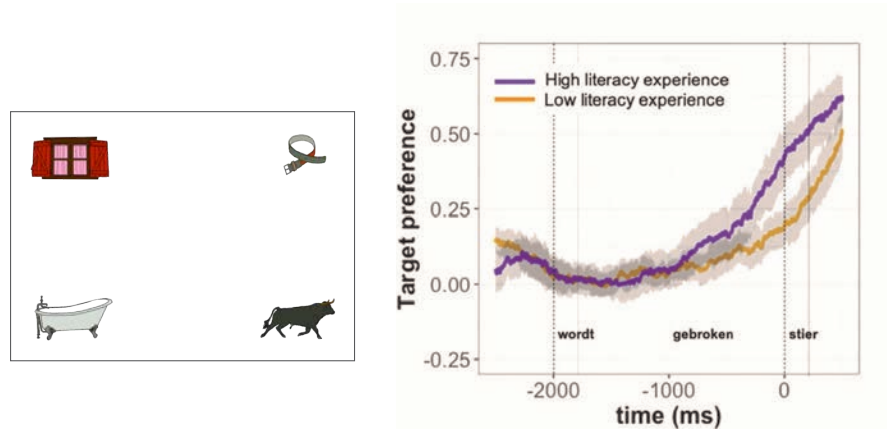 0.75
0.50
0.25
0.00
-0.25
Target preference
High literacy experience
Low literacy experience
wordt gebroken stier
-2000 -1000 0
time (ms)